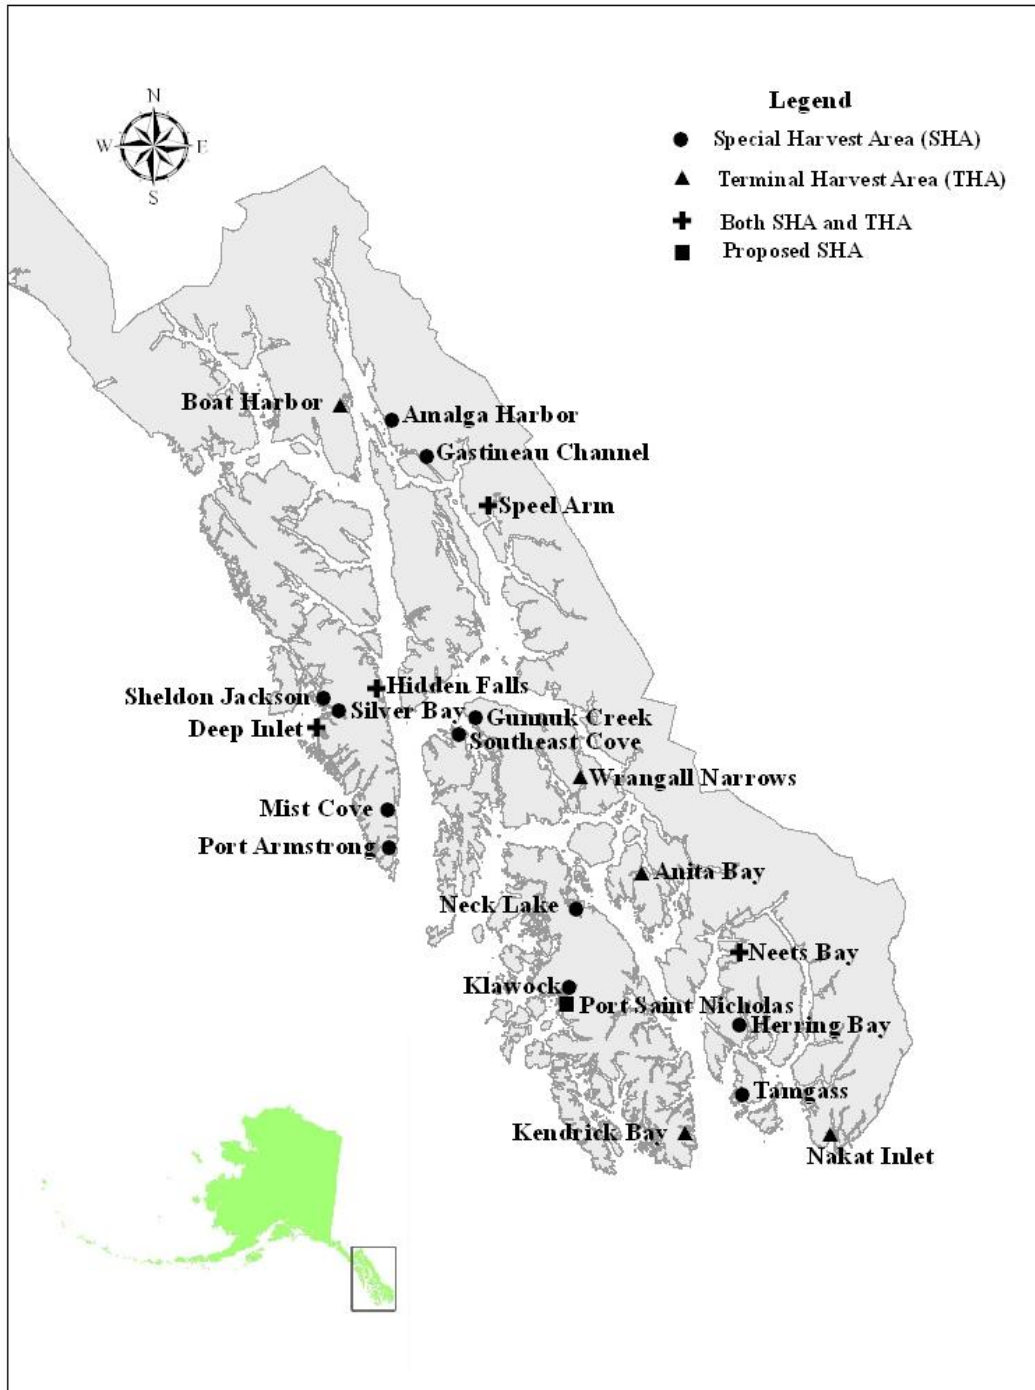 N
W E
S
Legend
Special Harvest Area (SHA)
Terminal Harvest Area (THA)
Both SHA and THA
Proposed SHA
Boat Harbor
Amalga Harbor
Gastineau Channel
Speel Arm
Hidden Falls
Sheldon Jackson
Silver Bay
Gunnuk Creek
Deep Inlet
Southeast Cove
Wrangall Narrows
Mist Cove
Port Armstrong
Anita Bay
Neck Lake
Neets Bay
Klawock
Port Saint Nicholas
Herring Bay
Tamgass
Kendrick Bay
Nakat Inlet